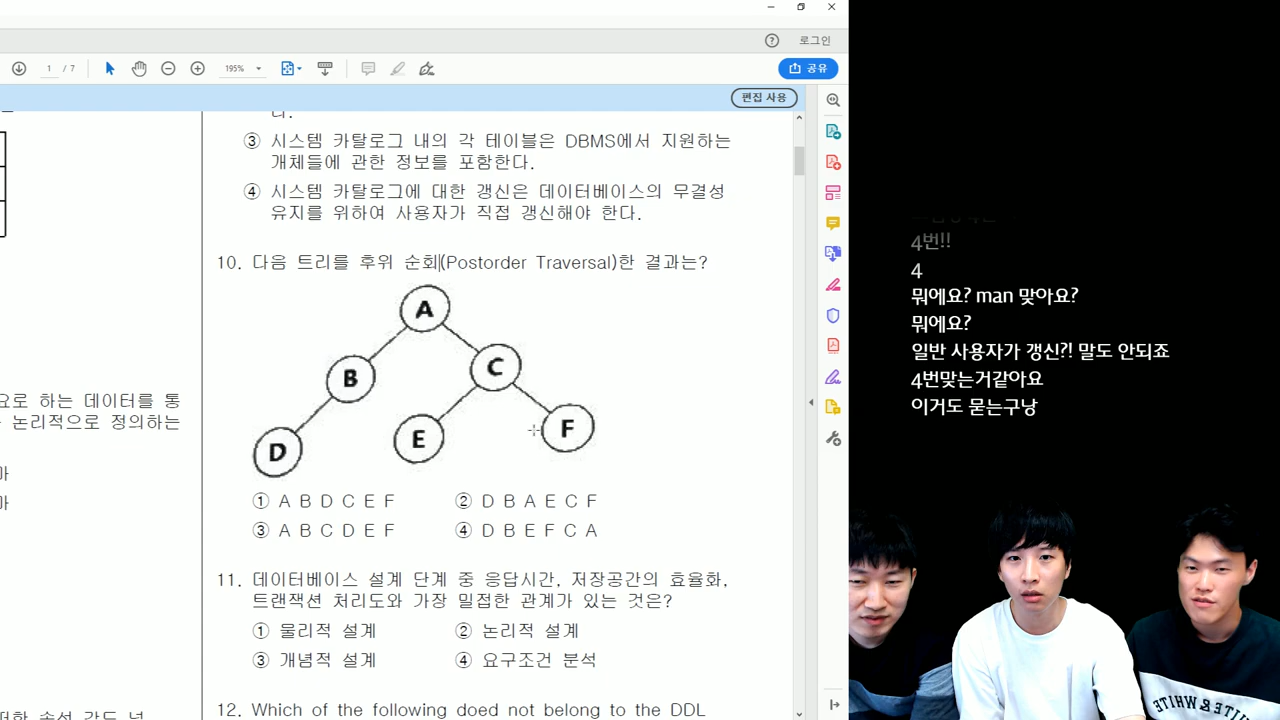 로그인
1 / 7
195%
공유
편집 사용
다.
③ 시스템 카탈로그 내의 각 테이블은 DBMS에서 지원하는
개체들에 관한 정보를 포함한다.
④ 시스템 카탈로그에 대한 갱신은 데이터베이스의 무결성
유지를 위하여 사용자가 직접 갱신해야 한다.
10. 다음 트리를 후위 순회(Postorder Traversal)한 결과는?
A
B
C
D
E
F
① A B D C E F
② D B A E C F
③ A B C D E F
④ D B E F C A
11. 데이터베이스 설계 단계 중 응답시간, 저장공간의 효율화,
트랜잭션 처리도와 가장 밀접한 관계가 있는 것은?
① 물리적 설계
② 논리적 설계
③ 개념적 설계
④ 요구조건 분석
12. Which of the following doed not belong to the DDL
요로 하는 데이터를 통
논리적으로 정의하는
4번!!
4
뭐에요? man 맞아요?
뭐에요?
일반 사용자가 갱신?! 말도 안되죠
4번맞는거같아요
이거도 묻는구낭